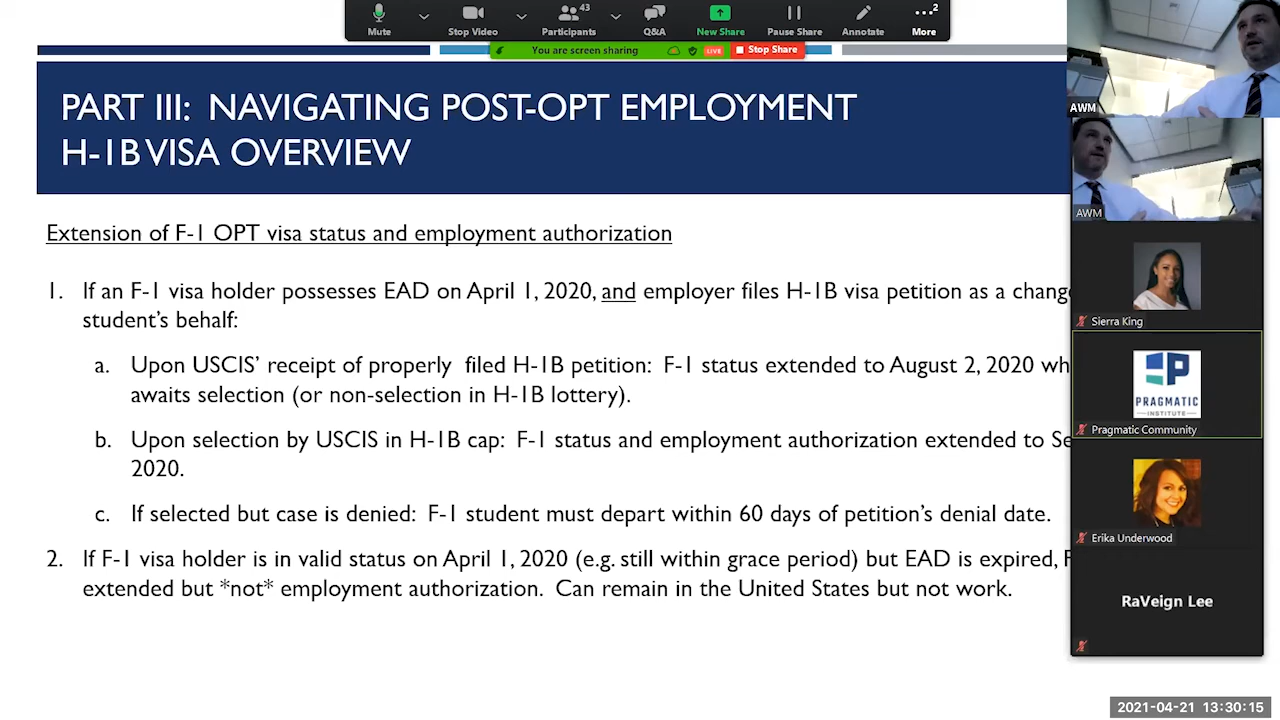 43
2
Mute
Stop Video
Participants
Q&A
New Share
Pause Share
Annotate
More
You are screen sharing
LIVE
Stop Share
PART III: NAVIGATING POST-OPT EMPLOYMENT
H-1B VISA OVERVIEW
Extension of F-1 OPT visa status and employment authorization
1. If an F-1 visa holder possesses EAD on April 1, 2020, and employer files H-1B visa petition as a change
student's behalf:
a. Upon USCIS' receipt of properly filed H-1B petition: F-1 status extended to August 2, 2020 wh
awaits selection (or non-selection in H-1B lottery).
b. Upon selection by USCIS in H-1B cap: F-1 status and employment authorization extended to Se
2020.
c. If selected but case is denied: F-1 student must depart within 60 days of petition's denial date.
2. If F-1 visa holder is in valid status on April 1, 2020 (e.g. still within grace period) but EAD is expired, F
extended but *not* employment authorization. Can remain in the United States but not work.
AWM
AWM
Sierra King
PRAGMATIC
INSTITUTE
Pragmatic Community
Erika Underwood
RaVeign Lee
2021-04-21 13:30:15